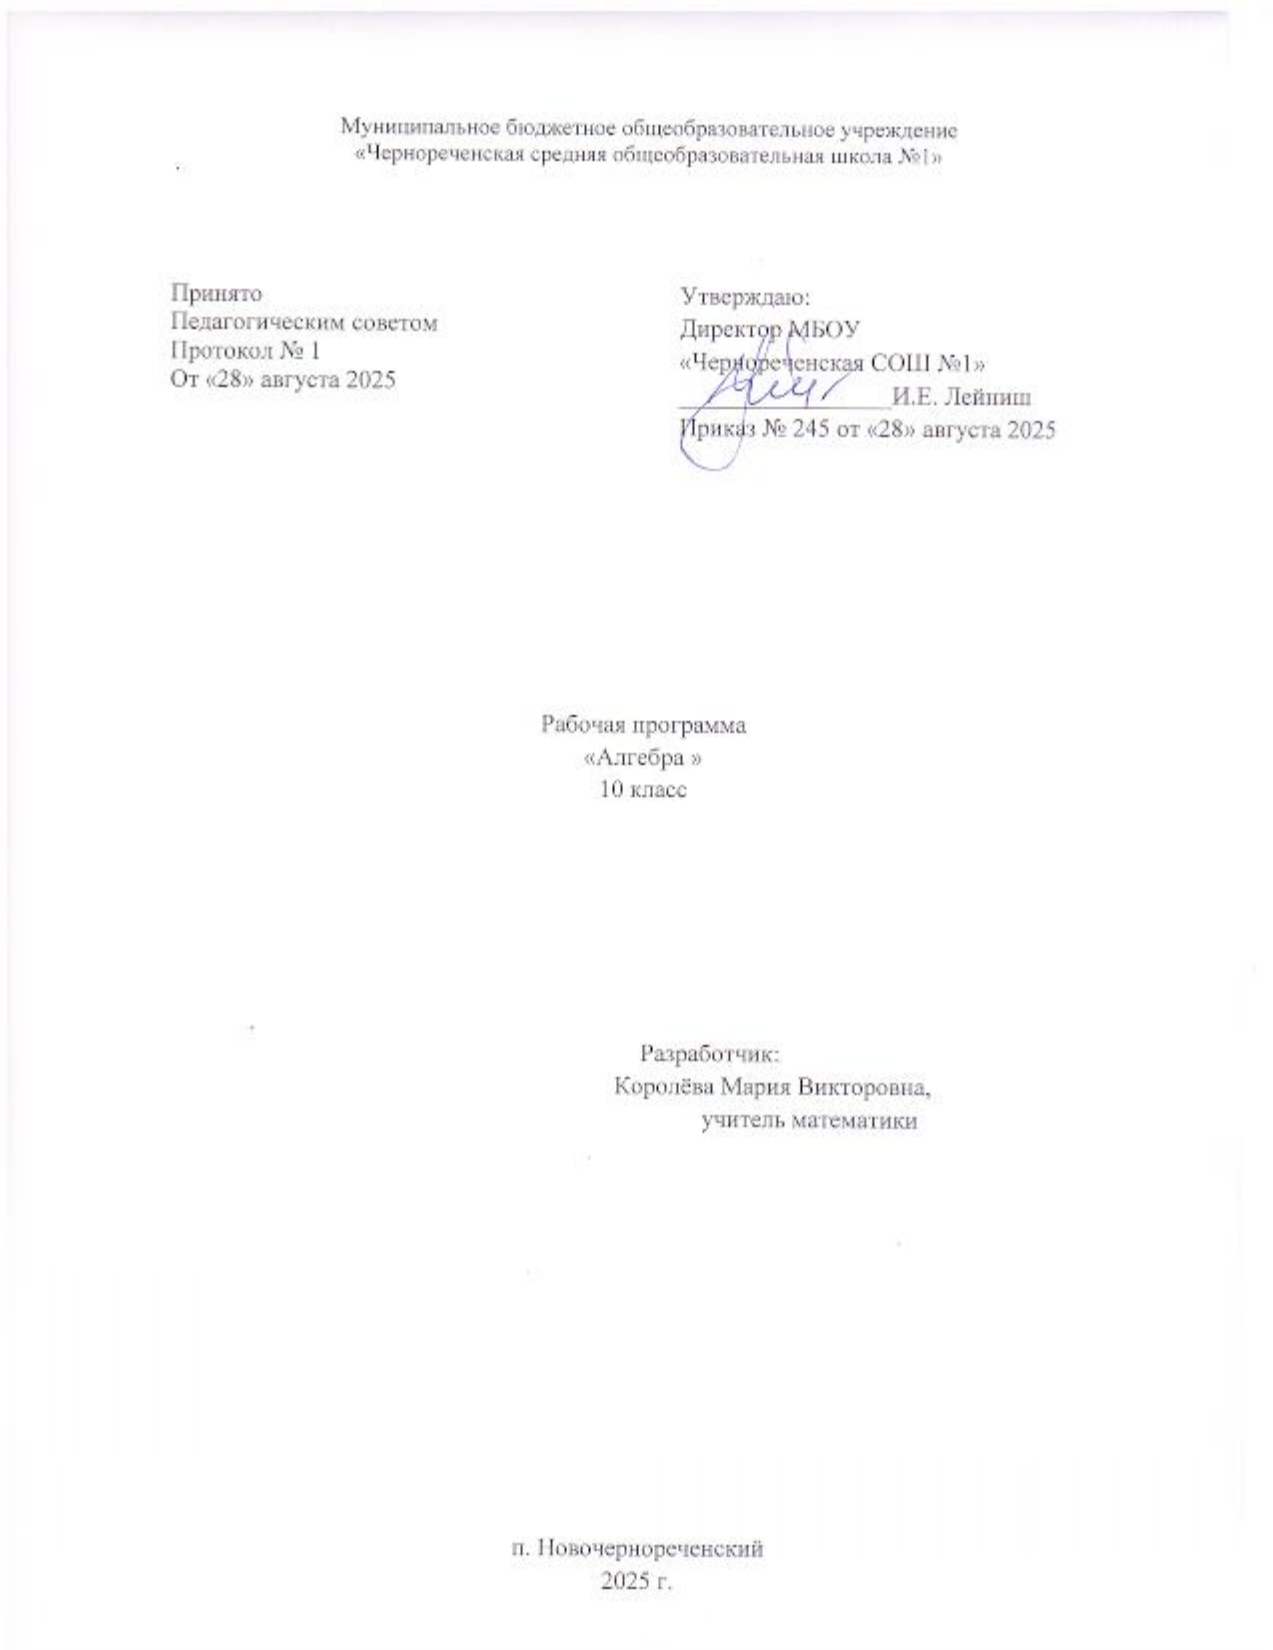 Муниципальное бюджетное общеобразовательное учреждение
«Чернореченская средняя общеобразовательная школа №1»
Принято
Педагогическим советом
Протокол № 1
От «28» августа 2025
Утверждаю:
Директор МБОУ
«Чернореченская СОШ №1»
И.Е. Лейниш
Приказ № 245 от «28» августа 2025
Рабочая программа
«Алгебра »
10 класс
Разработчик:
Королёва Мария Викторовна,
учитель математики
п. Новочернореченский
2025 г.